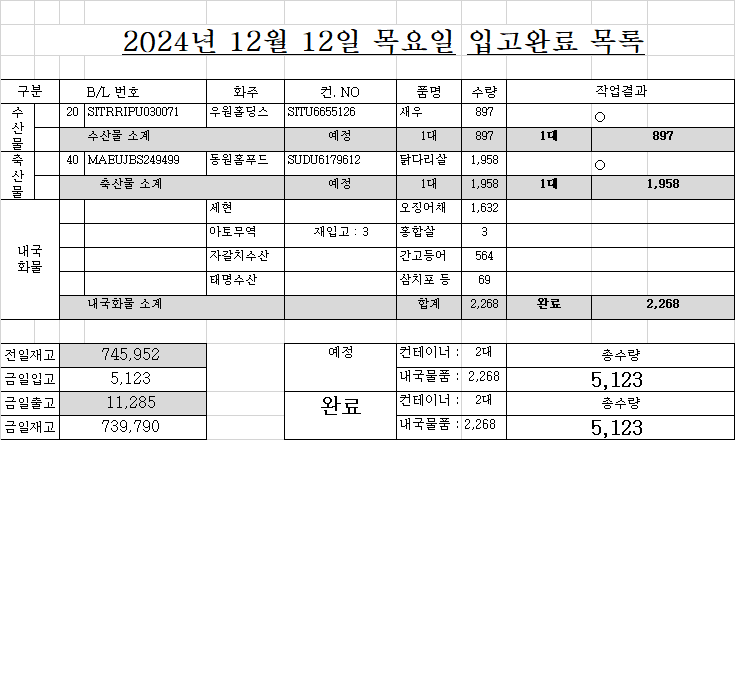 2024년 12월 12일 목요일 입고완료 목록
구분 B/L 번호 화주 컨. NO 품명 수량 작업결과
수산물 20 SITRRIPU030071 우원홀딩스 SITU6655126 새우 897 ○
수산물 소계 예정 1대 897 1대 897
축산물 40 MAEUJBS249499 동원홈푸드 SUDU6179612 닭다리살 1,958 ○
축산물 소계 예정 1대 1,958 1대 1,958
내국화물 세현 오징어채 1,632
아토무역 재입고 : 3 홍합살 3
자갈치수산 간고등어 564
태명수산 삼치포 등 69
내국화물 소계 합계 2,268 완료 2,268
전일재고 745,952 예정 컨테이너 : 2대 총수량
금일입고 5,123 내국물품 : 2,268 5,123
금일출고 11,285 완료 컨테이너 : 2대 총수량
금일재고 739,790 내국물품 : 2,268 5,123